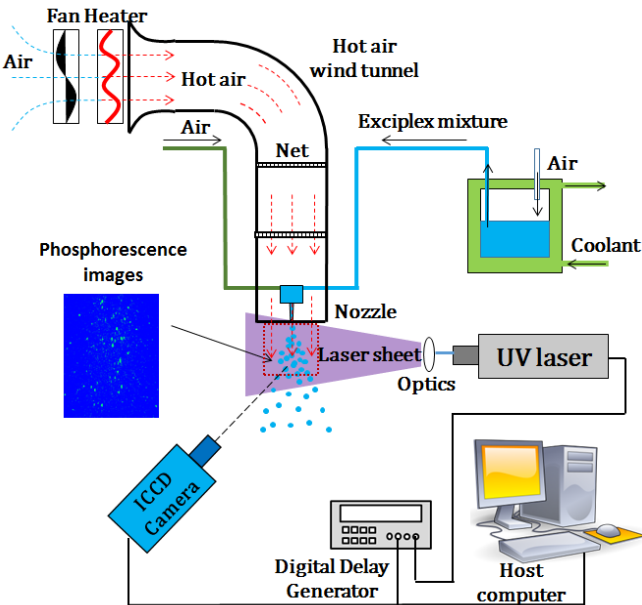 Fan Heater
Air
Hot air
Hot air
wind tunnel
Air
Exciplex mixture
Net
Air
Coolant
Phosphorescence
images
Nozzle
Laser sheet
Optics
UV laser
ICCD
Camera
Digital Delay
Generator
Host
computer